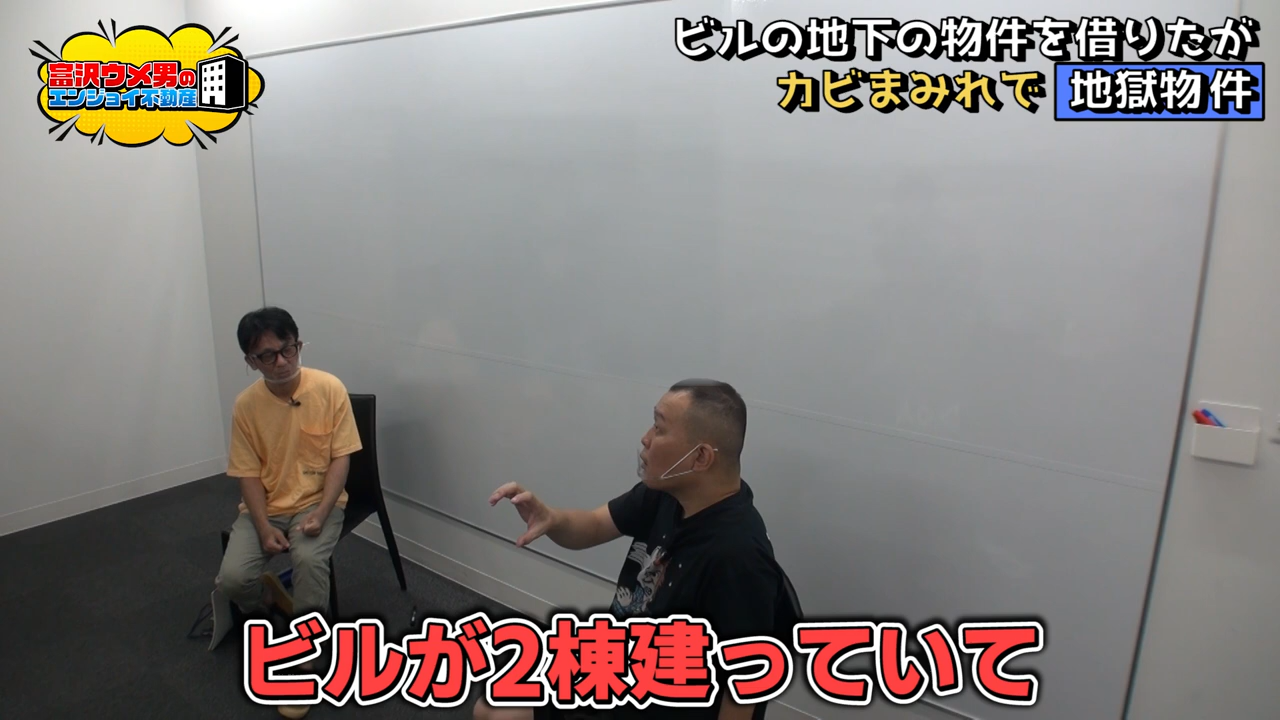 富沢ウメ男の
エンジョイ不動産
ビルの地下の物件を借りたが
カビまみれで 地獄物件
ビルが2棟建っていて